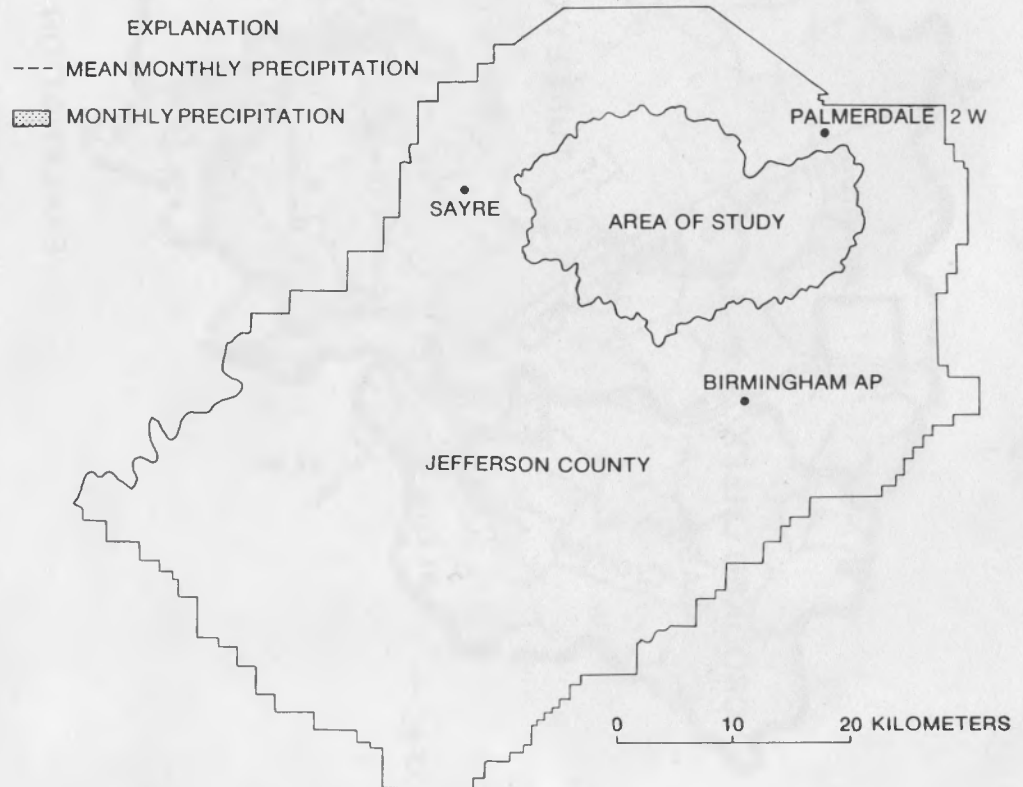 EXPLANATION
--- MEAN MONTHLY PRECIPITATION
MONTHLY PRECIPITATION
PALMERDALE 2 W
SAYRE
AREA OF STUDY
BIRMINGHAM AP
JEFFERSON COUNTY
0 10 20 KILOMETERS